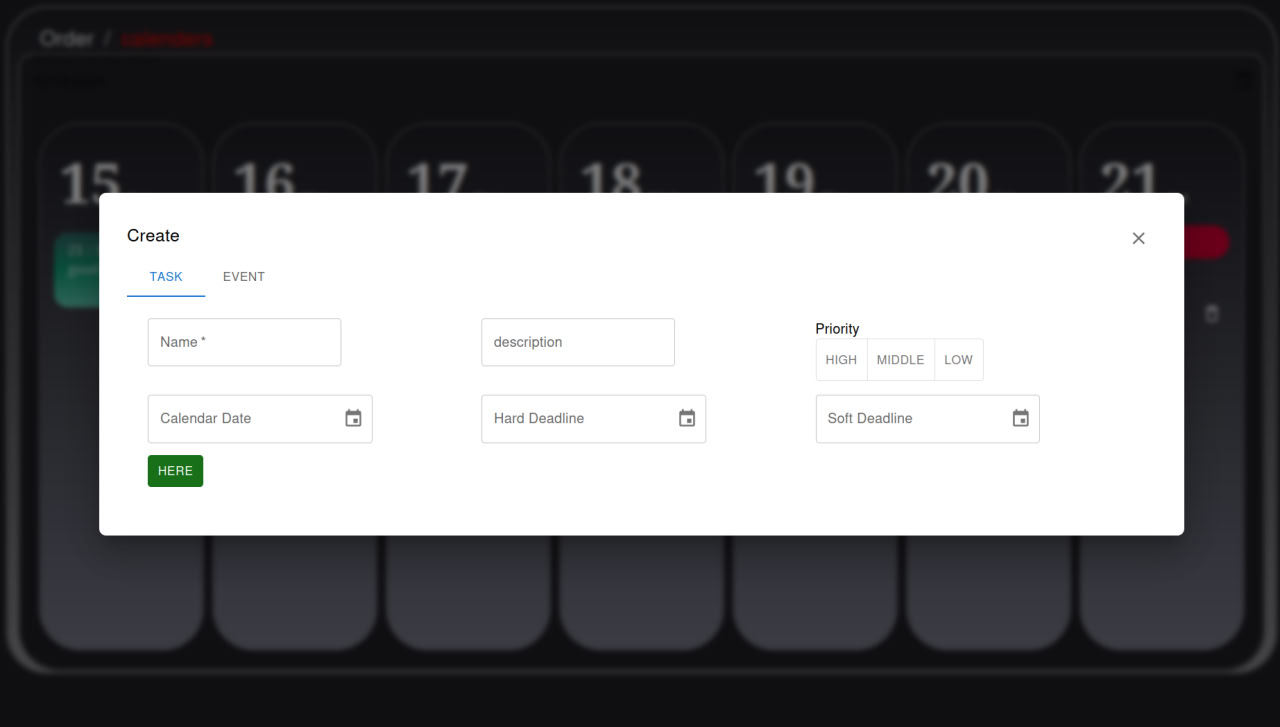 Order / calenders
15 16 17 18 19 20 21
Create
TASK EVENT
Name *
description
Priority
HIGH MIDDLE LOW
Calendar Date
Hard Deadline
Soft Deadline
HERE